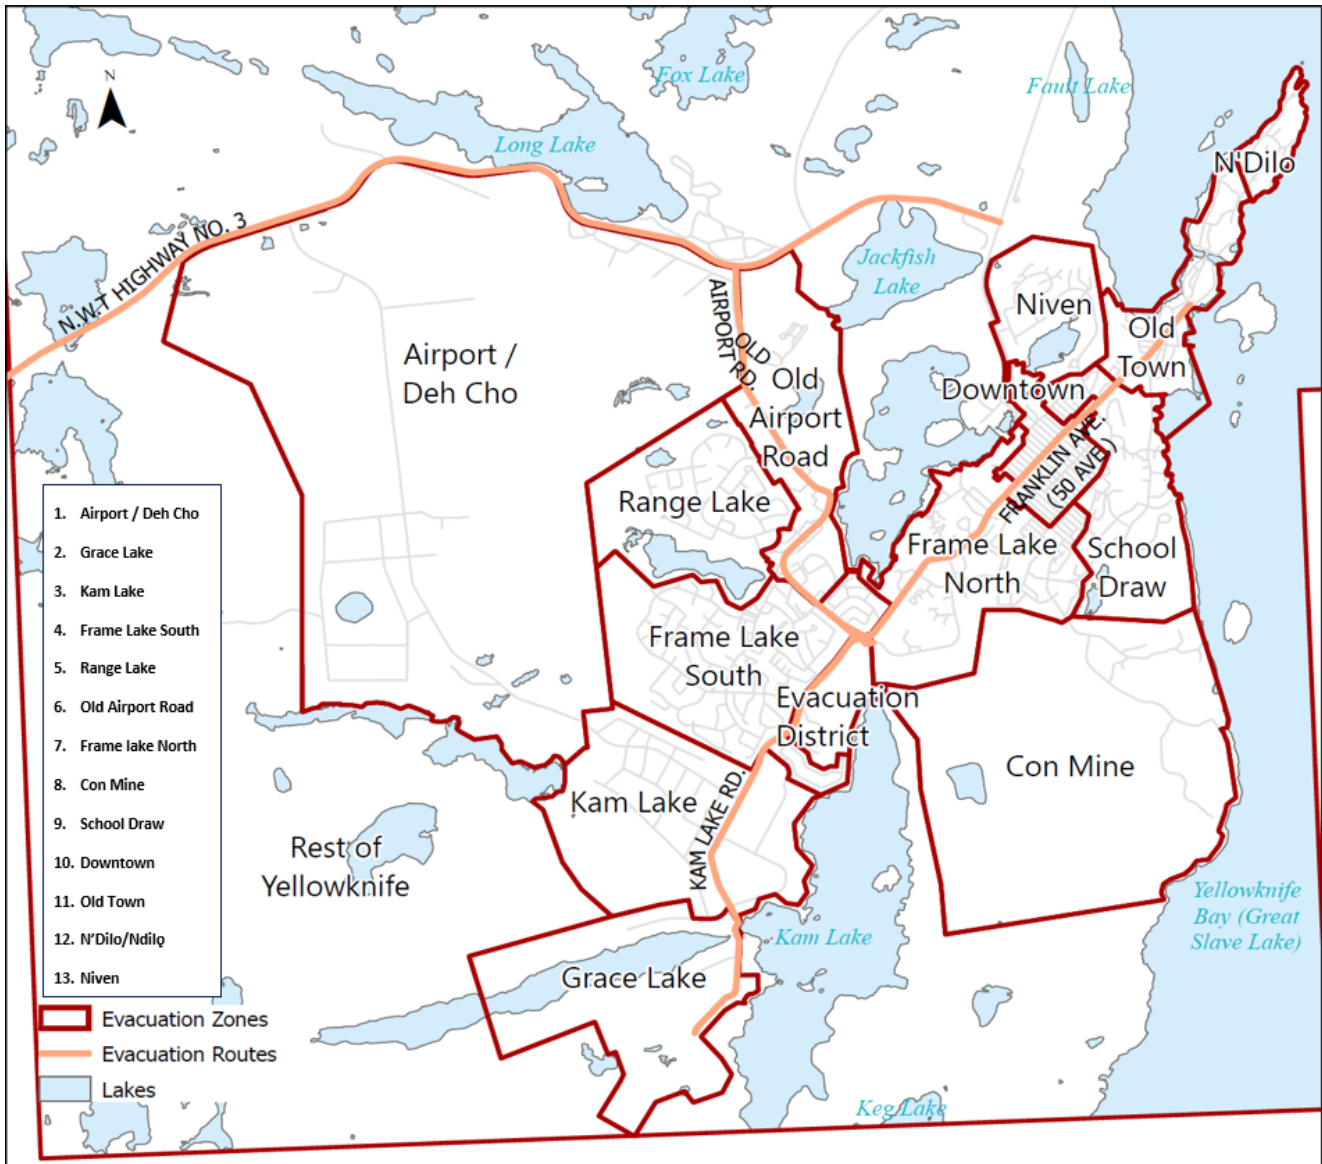 Fox Lake
Fault Lake
N
Long Lake
N'Dilo
N.W.T HIGHWAY NO. 3
Jackfish
Lake
AIRPORT RD.
OLD
Niven
Old
Town
Airport /
Deh Cho
Old
Airport
Road
Downtown
FRANKLIN AVE.
(50 AVE.)
Range Lake
Frame Lake
North
School
Draw
Frame Lake
South
Evacuation
District
Con Mine
Kam Lake
KAM LAKE RD.
Rest of
Yellowknife
Yellowknife
Bay (Great
Slave Lake)
Kam Lake
Grace Lake
Keg Lake
1. Airport / Deh Cho
2. Grace Lake
3. Kam Lake
4. Frame Lake South
5. Range Lake
6. Old Airport Road
7. Frame lake North
8. Con Mine
9. School Draw
10. Downtown
11. Old Town
12. N’Dilo/Ndilǫ
13. Niven
Evacuation Zones
Evacuation Routes
Lakes